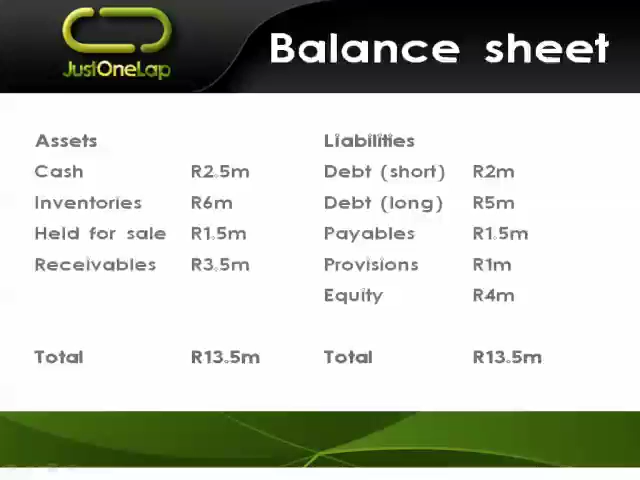 JustOneLap
Balance sheet
Assets
Cash R2.5m
Inventories R6m
Held for sale R1.5m
Receivables R3.5m
Total R13.5m
Liabilities
Debt (short) R2m
Debt (long) R5m
Payables R1.5m
Provisions R1m
Equity R4m
Total R13.5m